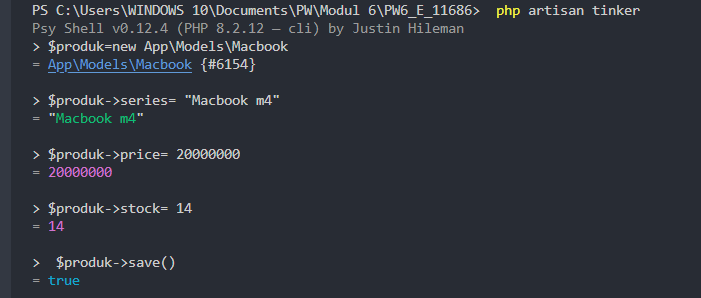 PS C:\Users\WINDOWS 10\Documents\PW\Modul 6\PW6_E_11686> php artisan tinker
Psy Shell v0.12.4 (PHP 8.2.12 — cli) by Justin Hileman
> $produk=new App\Models\Macbook
= App\Models\Macbook {#6154}
> $produk->series= "Macbook m4"
= "Macbook m4"
> $produk->price= 20000000
= 20000000
> $produk->stock= 14
= 14
> $produk->save()
= true